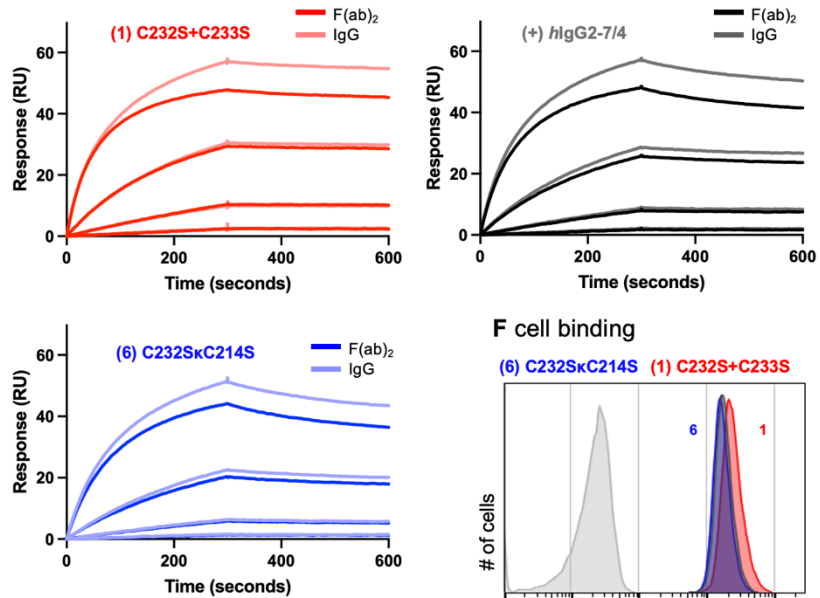 (1) C232S+C233S
F(ab)₂
IgG
Response (RU)
60
40
20
0
0
200
400
600
Time (seconds)
(+) hIgG2-7/4
F(ab)₂
IgG
Response (RU)
60
40
20
0
0
200
400
600
Time (seconds)
(6) C232SκC214S
F(ab)₂
IgG
Response (RU)
60
40
20
0
0
200
400
600
Time (seconds)
F cell binding
(6) C232SκC214S (1) C232S+C233S
6
1
# of cells